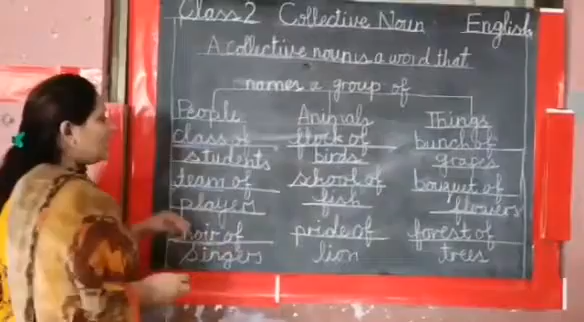 Class 2 Collective Noun English
A collective noun is a word that
names a group of
People Animals Things
class of flock of bunch of
students birds grapes
team of school of bouquet of
players fish flowers
hoir of pride of forest of
singers lion trees